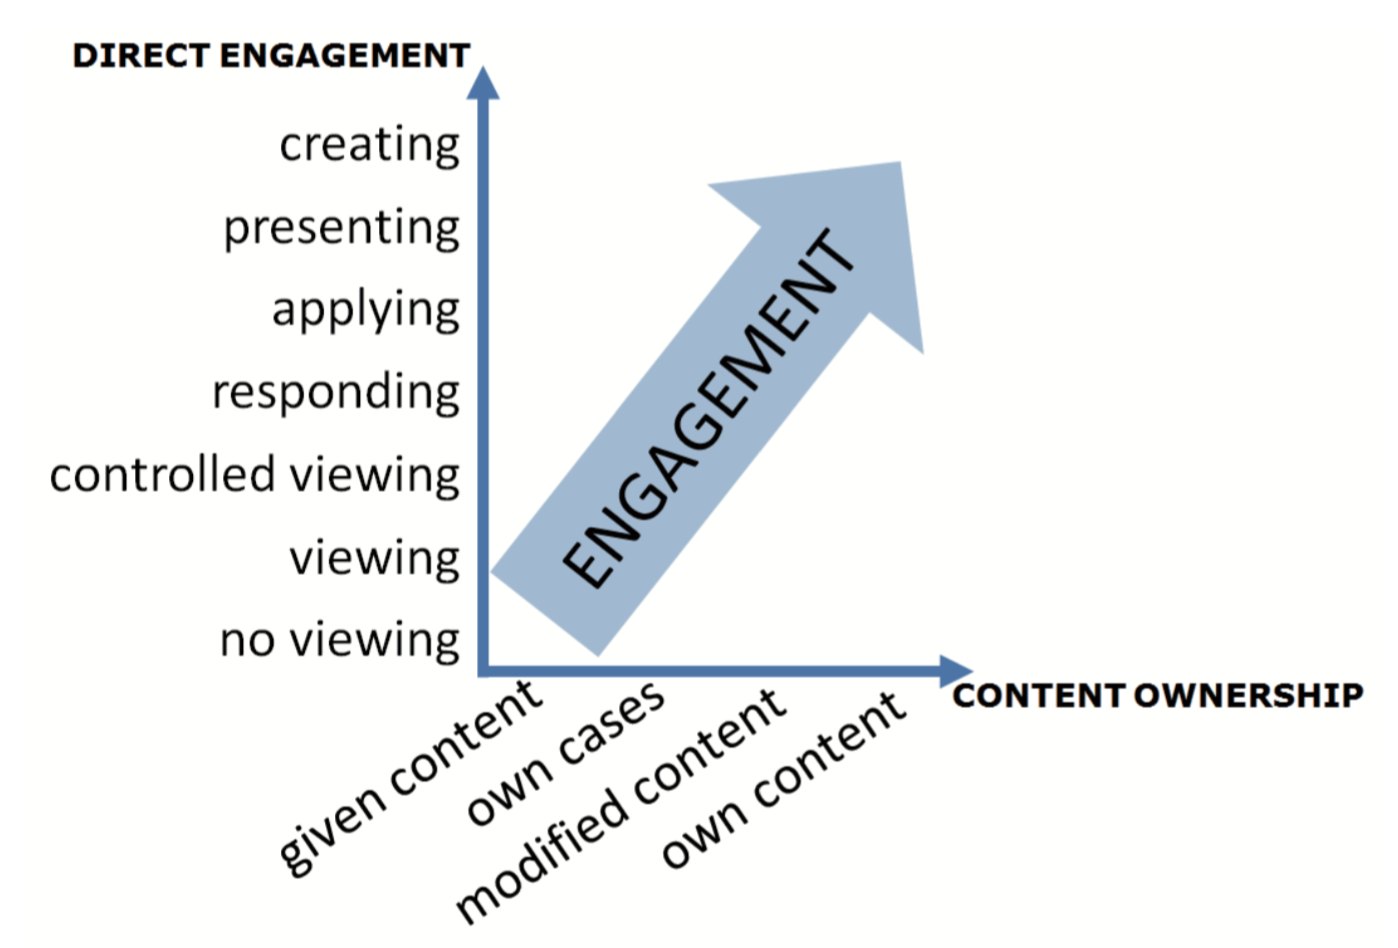 DIRECT ENGAGEMENT
creating
presenting
applying
responding
controlled viewing
viewing
no viewing
ENGAGEMENT
CONTENT OWNERSHIP
given content
own cases
modified content
own content